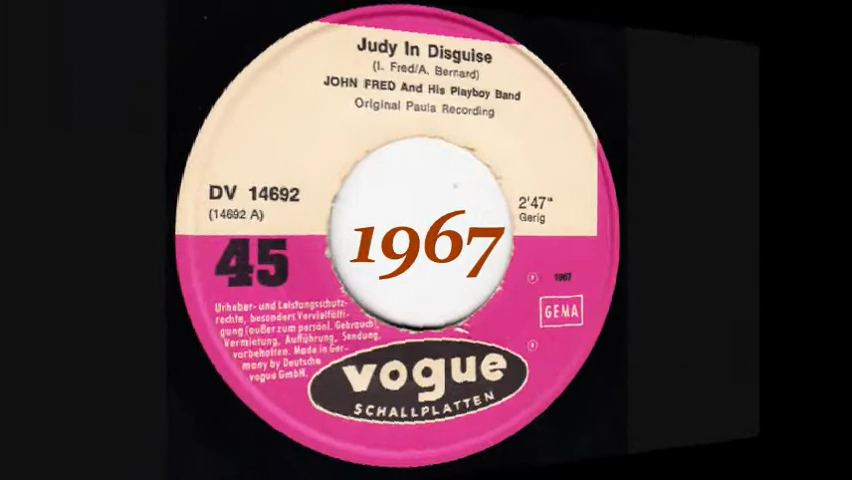 Judy In Disguise
(I. Fred/A. Bernard)
JOHN FRED And His Playboy Band
Original Paula Recording
DV 14692
(14692 A)
2'47"
Gerig
1967
45
℗ 1967
GEMA
Urheber- und Leistungsschutz-
rechte, besonders Vervielfälti-
gung (außer zum persönl. Gebrauch),
Vermietung, Aufführung, Sendung,
vorbehalten. Made in Ger-
many by Deutsche
vogue GmbH.
℗
vogue
SCHALLPLATTEN